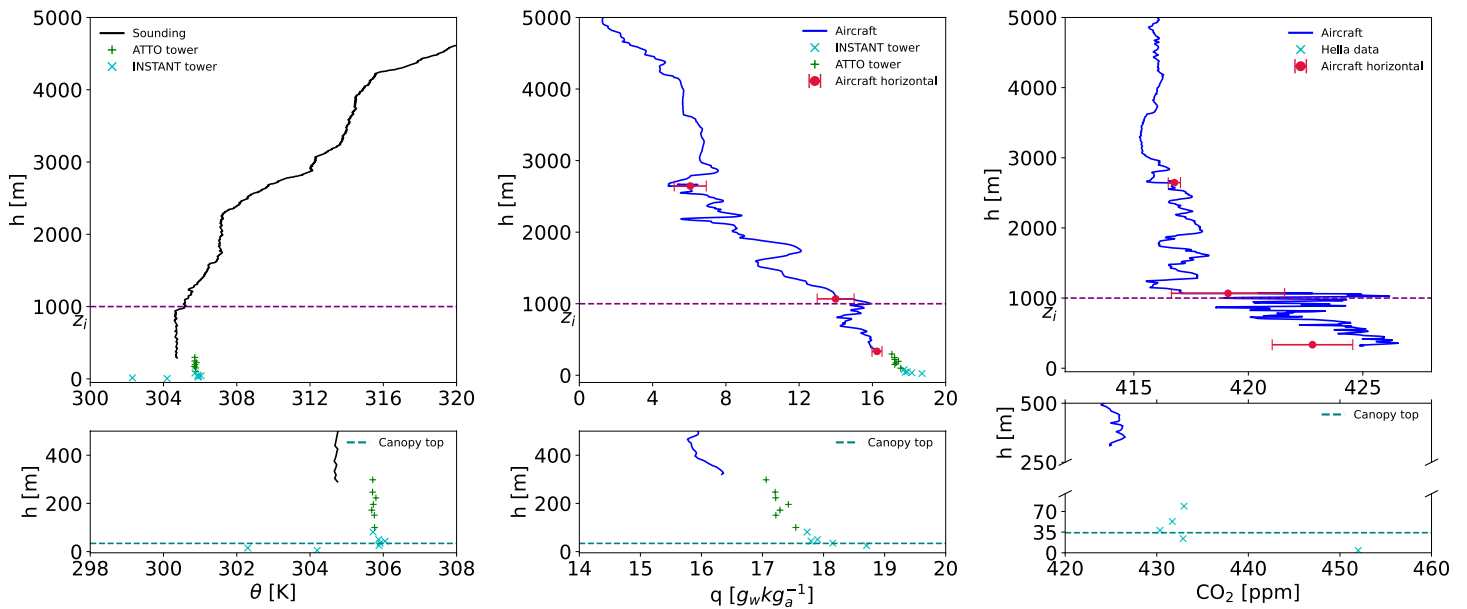 5000
4000
3000
2000
1000
z_i
0
h [m]
300 304 308 312 316 320
Sounding
ATTO tower
INSTANT tower
5000
4000
3000
2000
1000
z_i
0
h [m]
0 4 8 12 16 20
Aircraft
INSTANT tower
ATTO tower
Aircraft horizontal
5000
4000
3000
2000
1000
z_i
0
h [m]
415 420 425
Aircraft
Hella data
Aircraft horizontal
400
200
0
h [m]
298 300 302 304 306 308
θ [K]
Canopy top
400
200
0
h [m]
14 15 16 17 18 19 20
q [g_w kg_a^{-1}]
Canopy top
500
250
70
35
0
h [m]
420 430 440 450 460
CO₂ [ppm]
Canopy top